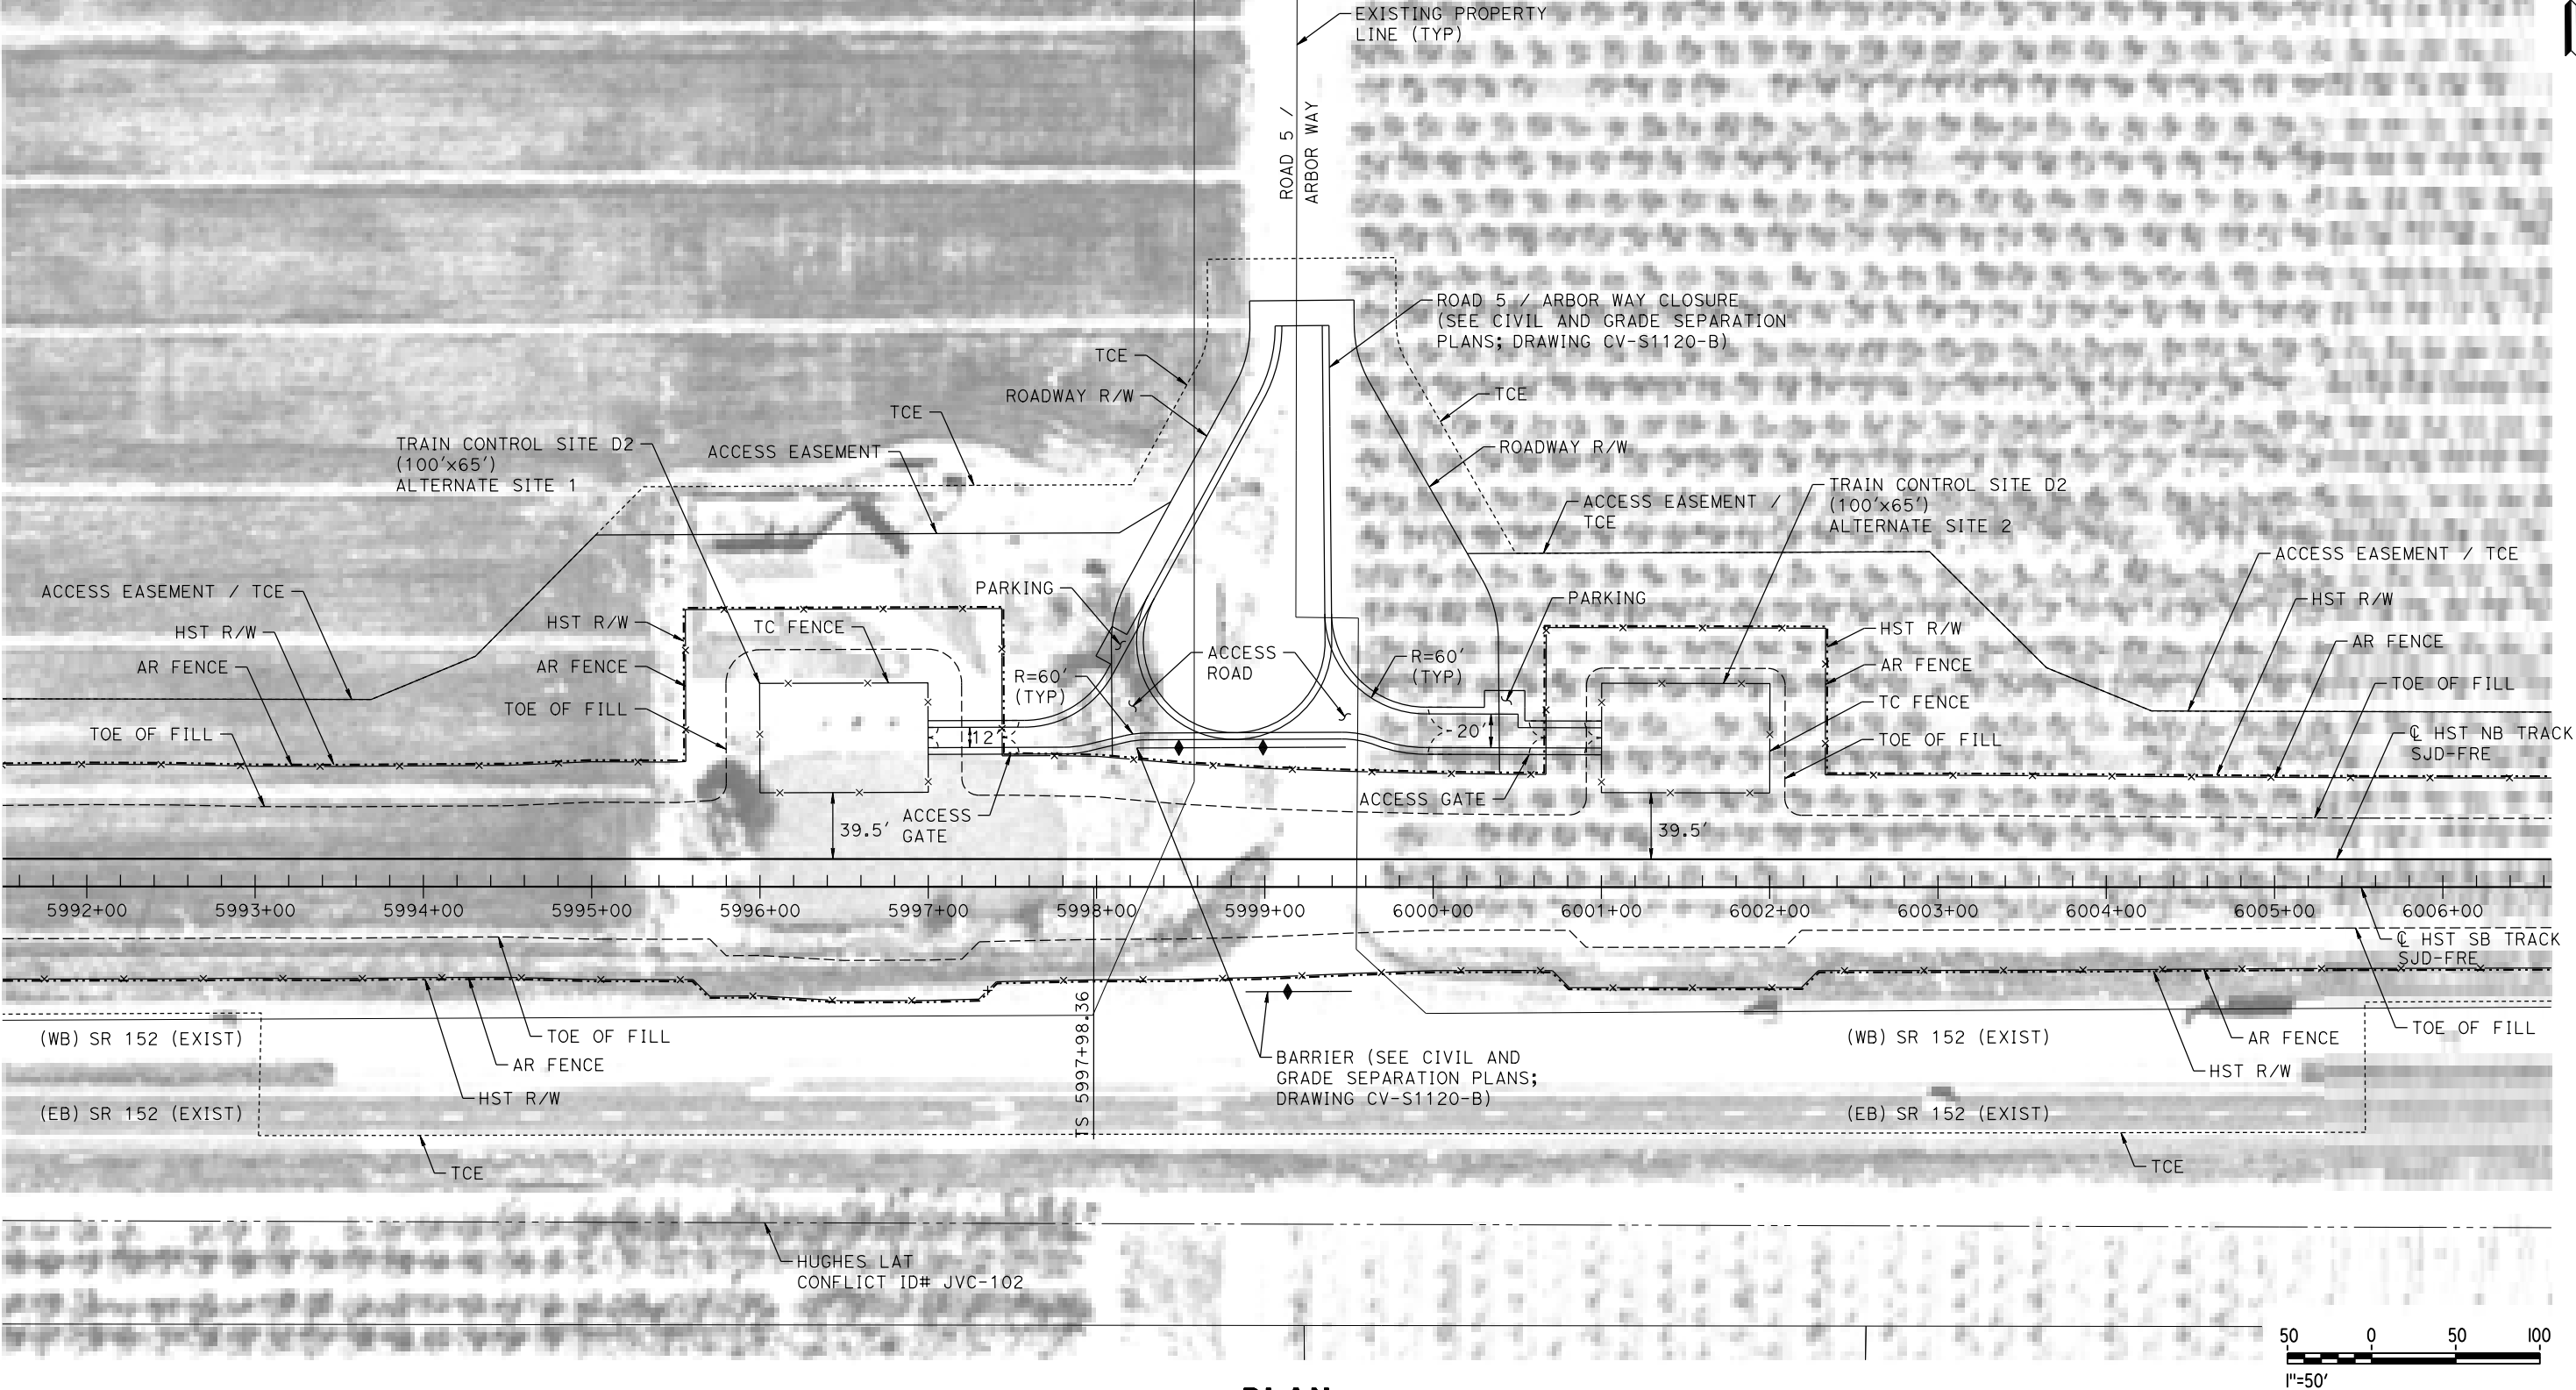 EXISTING PROPERTY
LINE (TYP)
ROAD 5 /
ARBOR WAY
ROAD 5 / ARBOR WAY CLOSURE
(SEE CIVIL AND GRADE SEPARATION
PLANS; DRAWING CV-S1120-B)
TCE
ROADWAY R/W
TCE
TCE
ACCESS EASEMENT
TRAIN CONTROL SITE D2
(100'x65')
ALTERNATE SITE 1
ROADWAY R/W
ACCESS EASEMENT /
TCE
TRAIN CONTROL SITE D2
(100'x65')
ALTERNATE SITE 2
ACCESS EASEMENT / TCE
ACCESS EASEMENT / TCE
HST R/W
AR FENCE
TOE OF FILL
HST R/W
AR FENCE
TOE OF FILL
TC FENCE
PARKING
R=60'
(TYP)
ACCESS
ROAD
R=60'
(TYP)
PARKING
HST R/W
AR FENCE
TC FENCE
TOE OF FILL
HST R/W
AR FENCE
TOE OF FILL
℄ HST NB TRACK
SJD-FRE
12'
20'
39.5'
ACCESS
GATE
ACCESS GATE
39.5'
5992+00
5993+00
5994+00
5995+00
5996+00
5997+00
5998+00
5999+00
6000+00
6001+00
6002+00
6003+00
6004+00
6005+00
6006+00
℄ HST SB TRACK
SJD-FRE
TS 5997+98.36
(WB) SR 152 (EXIST)
TOE OF FILL
AR FENCE
HST R/W
(EB) SR 152 (EXIST)
BARRIER (SEE CIVIL AND
GRADE SEPARATION PLANS;
DRAWING CV-S1120-B)
(WB) SR 152 (EXIST)
TOE OF FILL
AR FENCE
HST R/W
(EB) SR 152 (EXIST)
TCE
TCE
HUGHES LAT
CONFLICT ID# JVC-102
50 0 50 100
1"=50'
PLAN